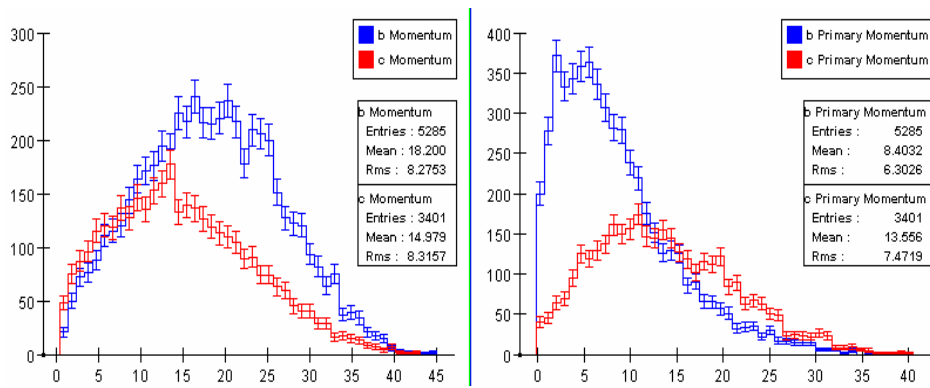 300
250
200
150
100
50
0
0 5 10 15 20 25 30 35 40 45
b Momentum
c Momentum
b Momentum
Entries : 5285
Mean : 18.200
Rms : 8.2753
c Momentum
Entries : 3401
Mean : 14.979
Rms : 8.3157
400
350
300
250
200
150
100
50
0
0 5 10 15 20 25 30 35 40
b Primary Momentum
c Primary Momentum
b Primary Momentum
Entries : 5285
Mean : 8.4032
Rms : 6.3026
c Primary Momentum
Entries : 3401
Mean : 13.556
Rms : 7.4719